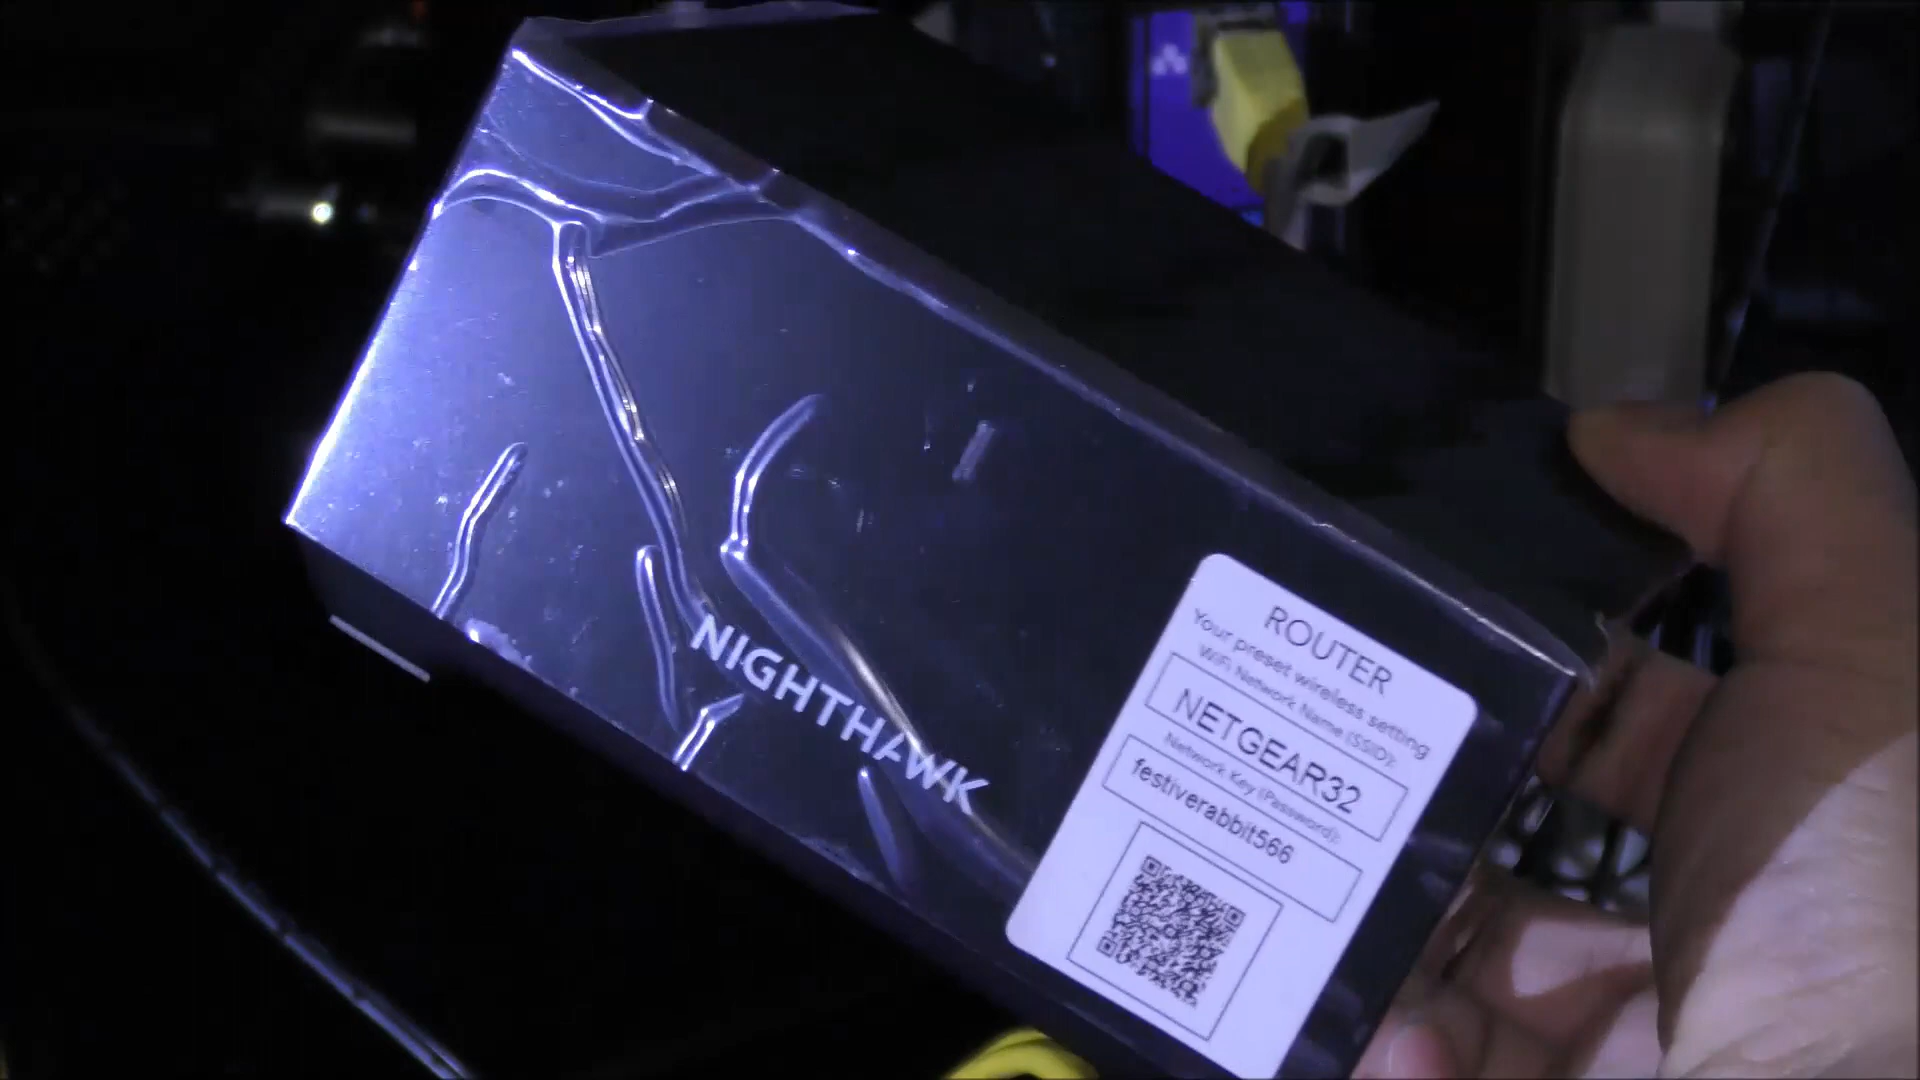 NIGHTHAWK
ROUTER
Your preset wireless setting
WiFi Network Name (SSID):
NETGEAR32
Network Key (Password):
festiverabbit566